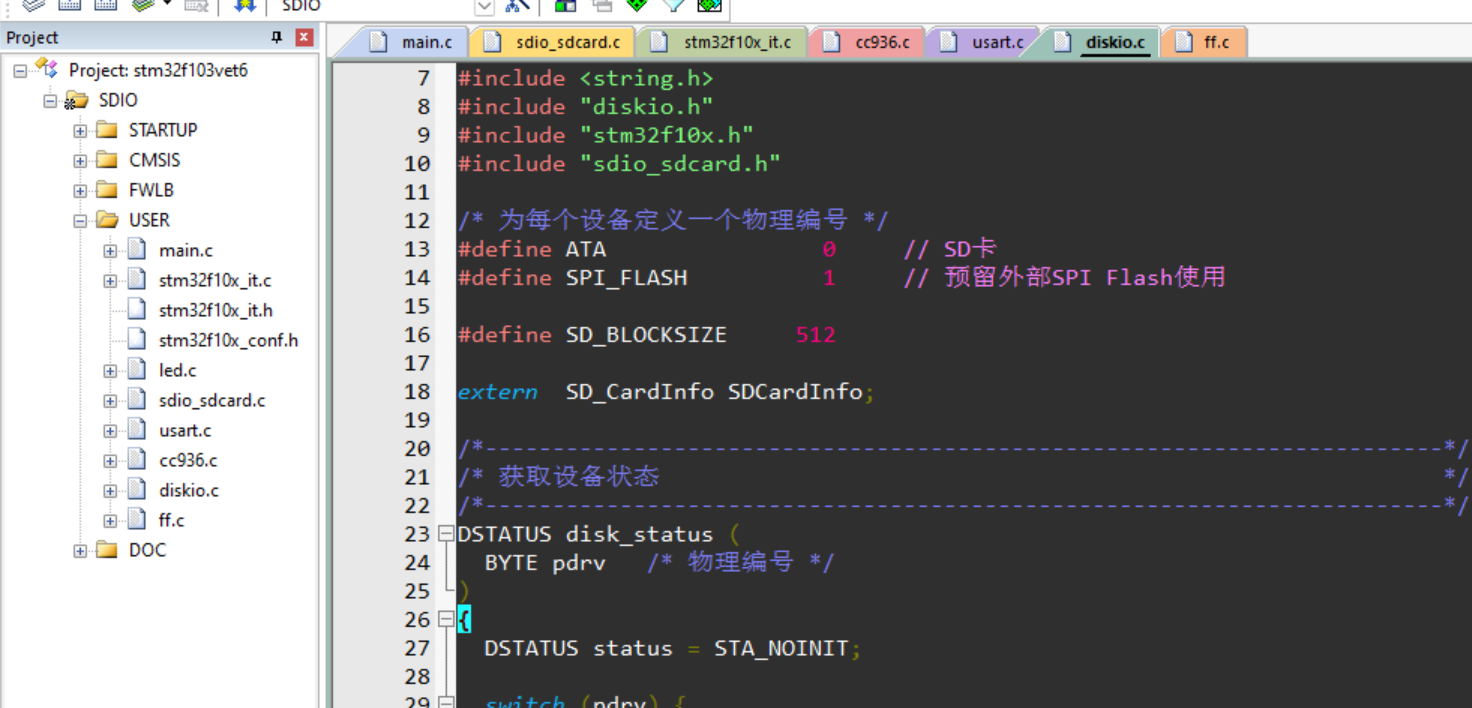 SDIO
Project
main.c
sdio_sdcard.c
stm32f10x_it.c
cc936.c
usart.c
diskio.c
ff.c
Project: stm32f103vet6
SDIO
STARTUP
CMSIS
FWLB
USER
main.c
stm32f10x_it.c
stm32f10x_it.h
stm32f10x_conf.h
led.c
sdio_sdcard.c
usart.c
cc936.c
diskio.c
ff.c
DOC
7 #include <string.h>
8 #include "diskio.h"
9 #include "stm32f10x.h"
10 #include "sdio_sdcard.h"
11
12 /* 为每个设备定义一个物理编号 */
13 #define ATA 0 // SD卡
14 #define SPI_FLASH 1 // 预留外部SPI Flash使用
15
16 #define SD_BLOCKSIZE 512
17
18 extern SD_CardInfo SDCardInfo;
19
20 /*-----------------------------------------------------------------------*/
21 /* 获取设备状态 */
22 /*-----------------------------------------------------------------------*/
23 DSTATUS disk_status (
24 BYTE pdrv /* 物理编号 */
25 )
26 {
27 DSTATUS status = STA_NOINIT;
28
29 switch (pdrv) {